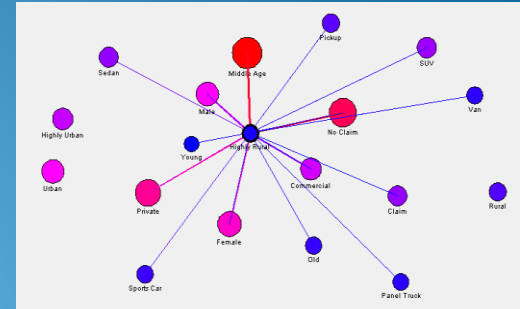 Pickup
SUV
Sedan
Middle Age
Van
Male
Highly Urban
No Claim
Young
Highly Rural
Urban
Commercial
Private
Claim
Rural
Female
Old
Sports Car
Panel Truck